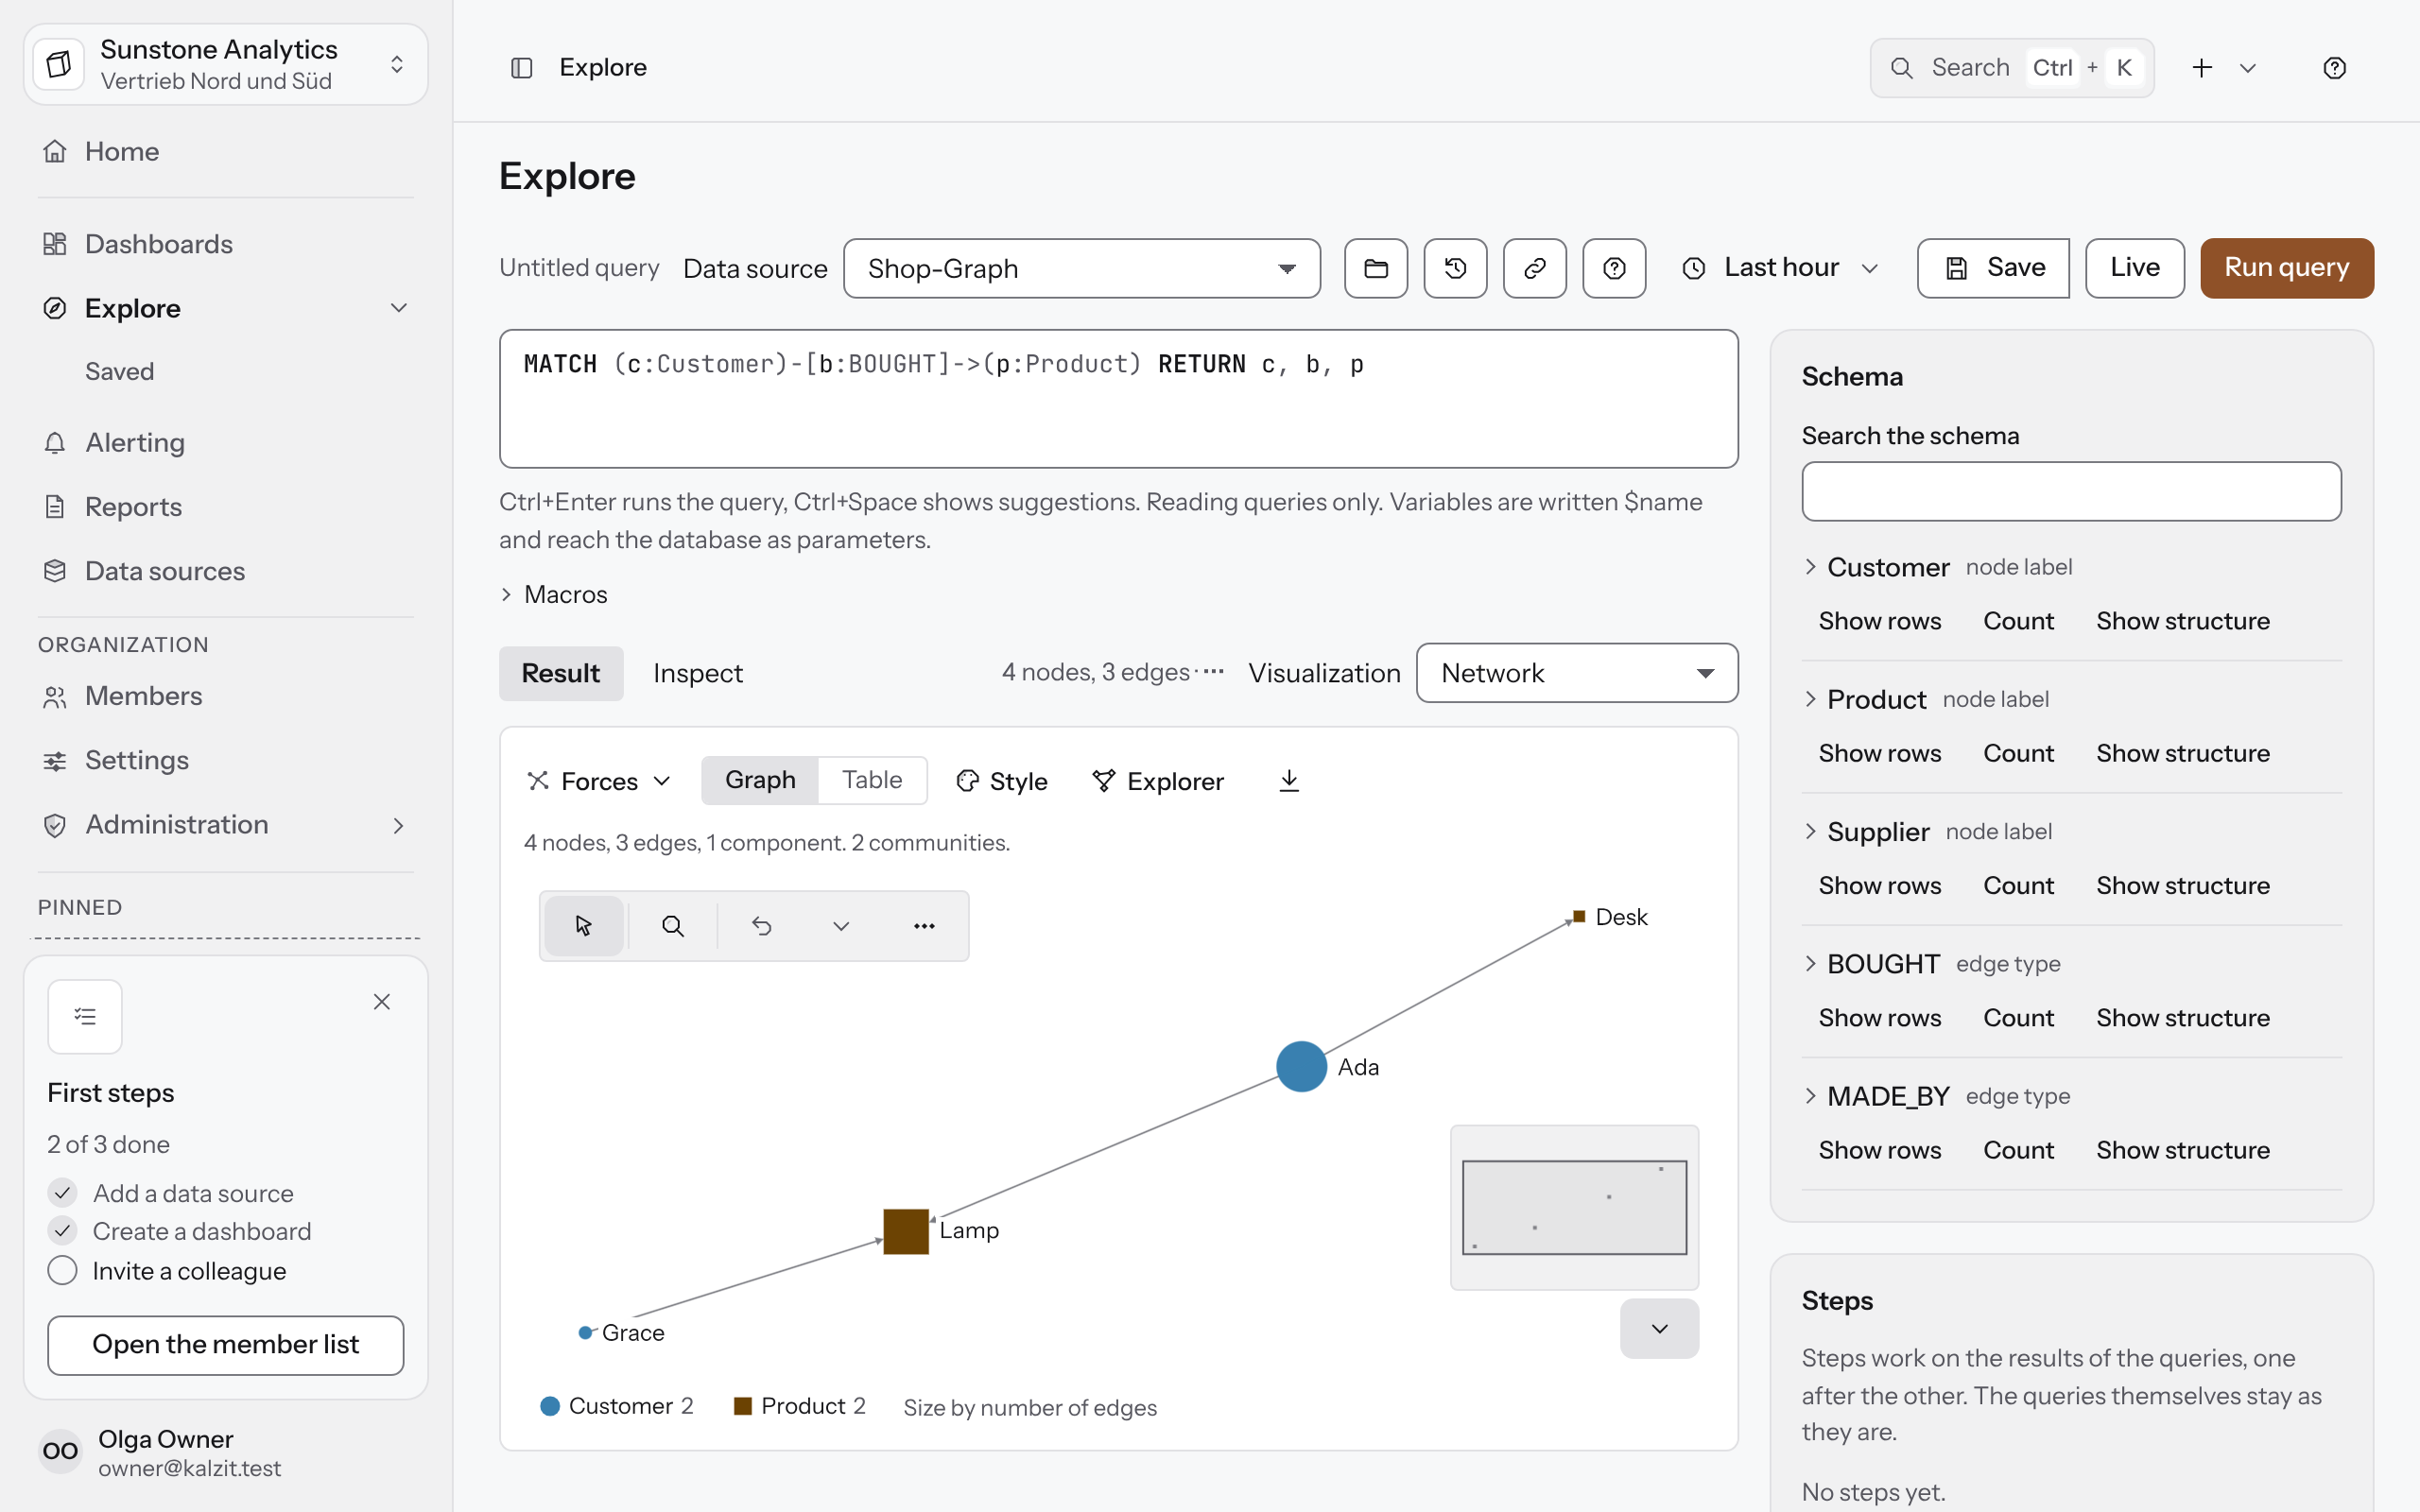 Sunstone Analytics
Vertrieb Nord und Süd
Home
Dashboards
Explore
Saved
Alerting
Reports
Data sources
ORGANIZATION
Members
Settings
Administration
PINNED
First steps
2 of 3 done
Add a data source
Create a dashboard
Invite a colleague
Open the member list
OO
Olga Owner
owner@kalzit.test
Explore
Search Ctrl + K
Explore
Untitled query Data source Shop-Graph Last hour Save Live Run query
MATCH (c:Customer)-[b:BOUGHT]->(p:Product) RETURN c, b, p
Ctrl+Enter runs the query, Ctrl+Space shows suggestions. Reading queries only. Variables are written $name
and reach the database as parameters.
Macros
Result Inspect 4 nodes, 3 edges · ··· Visualization Network
Forces Graph Table Style Explorer
4 nodes, 3 edges, 1 component. 2 communities.
Desk
Ada
Lamp
Grace
Customer 2 Product 2 Size by number of edges
Schema
Search the schema
Customer node label
Show rows Count Show structure
Product node label
Show rows Count Show structure
Supplier node label
Show rows Count Show structure
BOUGHT edge type
Show rows Count Show structure
MADE_BY edge type
Show rows Count Show structure
Steps
Steps work on the results of the queries, one
after the other. The queries themselves stay as
they are.
No steps yet.